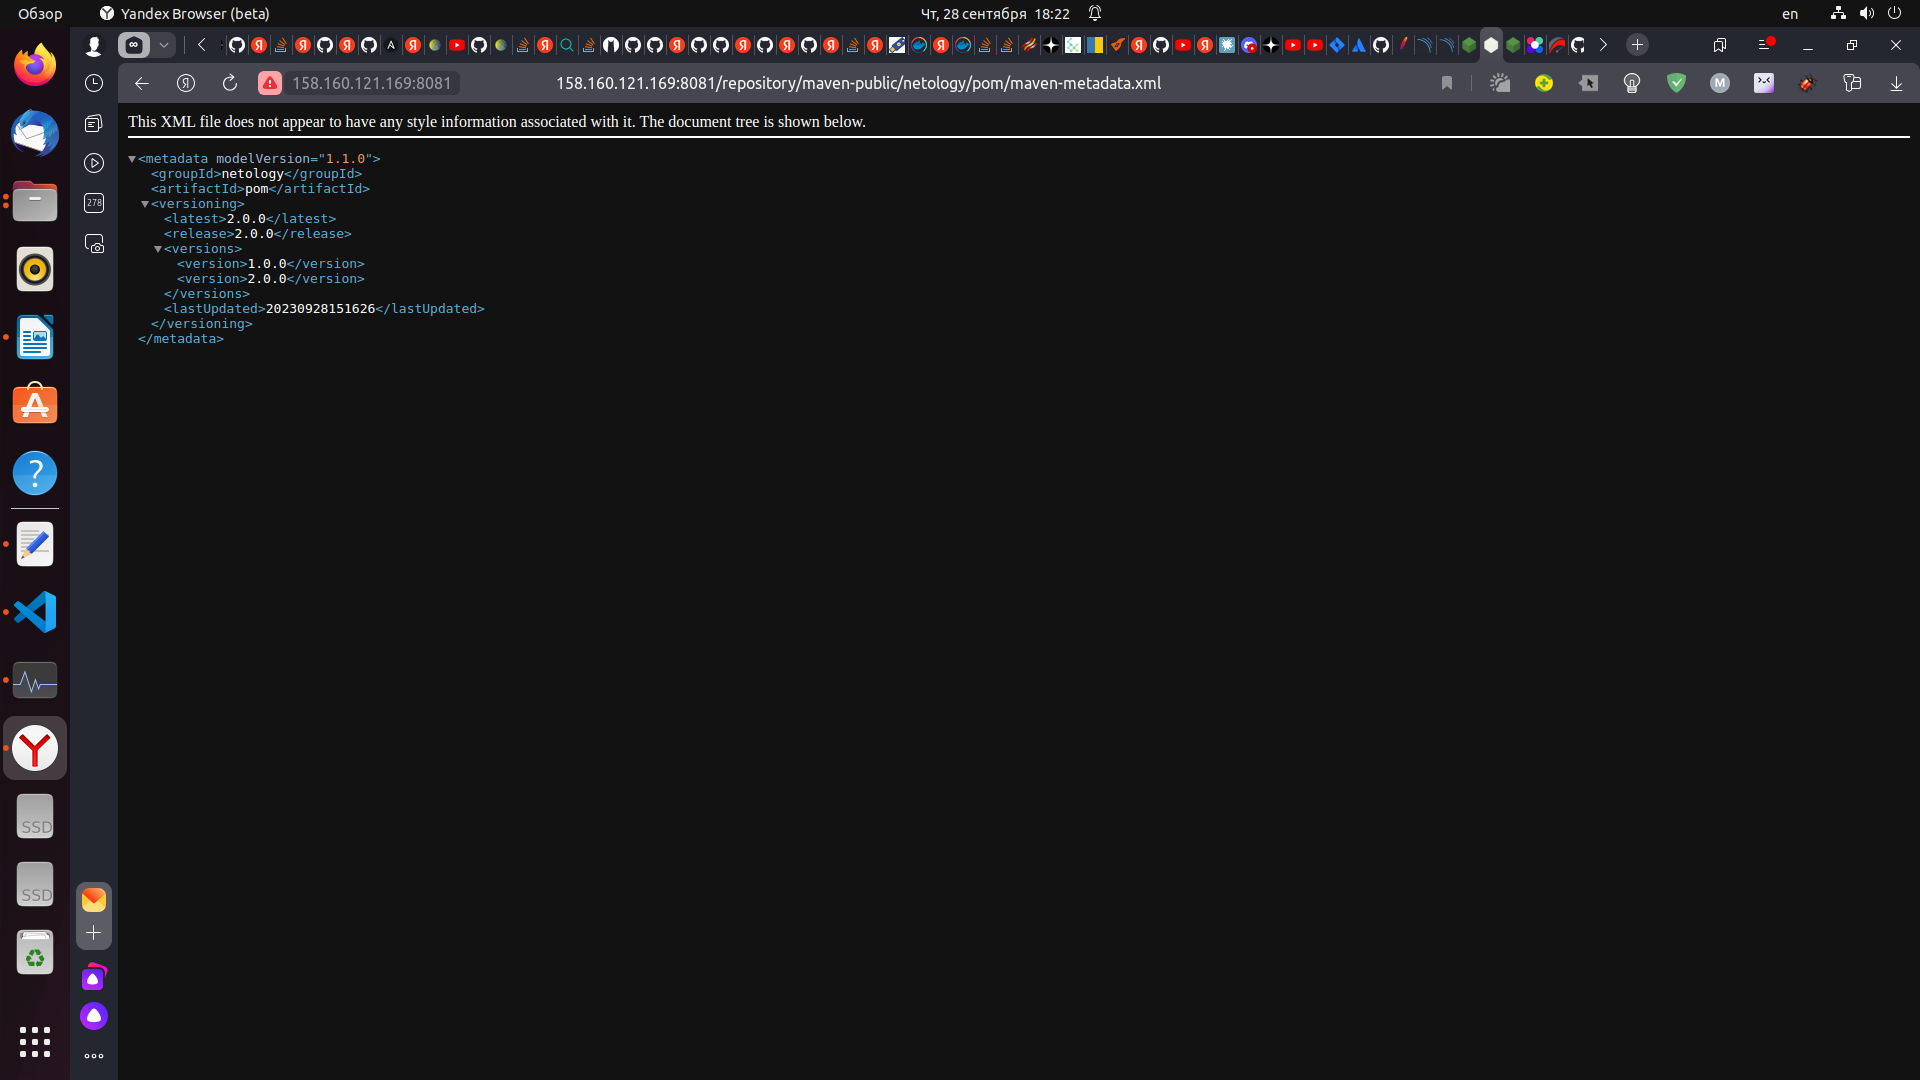 Обзор
Yandex Browser (beta)
Чт, 28 сентября 18:22
en
158.160.121.169:8081
158.160.121.169:8081/repository/maven-public/netology/pom/maven-metadata.xml
278
This XML file does not appear to have any style information associated with it. The document tree is shown below.
▼<metadata modelVersion="1.1.0">
<groupId>netology</groupId>
<artifactId>pom</artifactId>
▼<versioning>
<latest>2.0.0</latest>
<release>2.0.0</release>
▼<versions>
<version>1.0.0</version>
<version>2.0.0</version>
</versions>
<lastUpdated>20230928151626</lastUpdated>
</versioning>
</metadata>
SSD
SSD